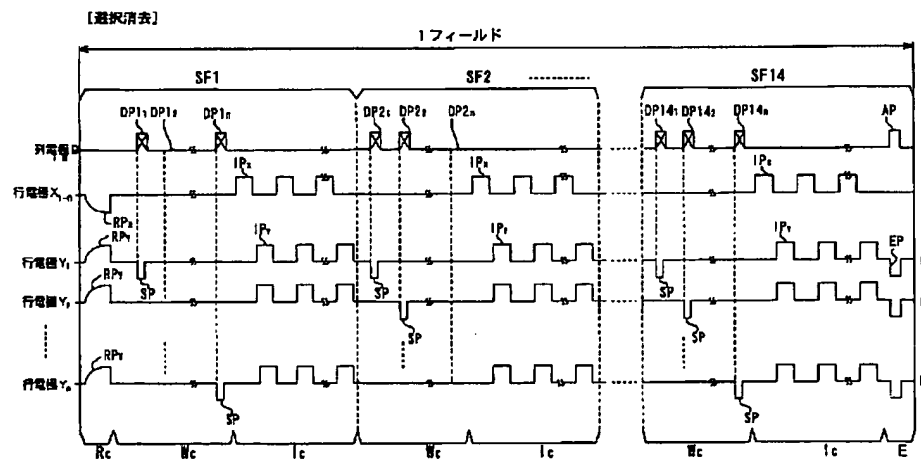 [選択消去]
1フィールド
SF1 SF2 SF14
DP1₁ DP1₂ DP1ₙ DP2₁ DP2₂ DP2ₙ DP14₁ DP14₂ DP14ₙ AP
列電極D
IPx IPx IPx
行電極X₁₋ₙ
RPx
RPY IPY IPY IPY EP
行電極Y₁
SP SP SP
RPY
行電極Y₂
SP SP
RPY
行電極Yₙ
SP SP
Rc Wc Ic Wc Ic Wc Ic E